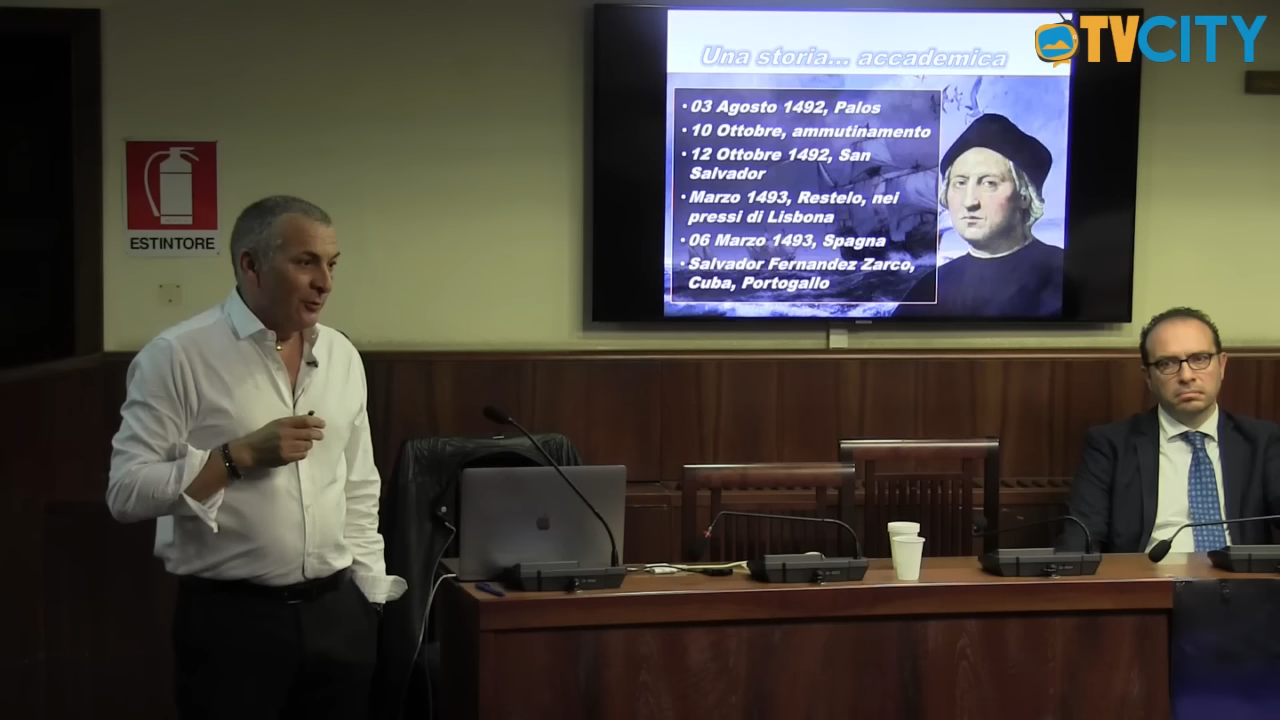 TVCITY
Una storia... accademica
• 03 Agosto 1492, Palos
• 10 Ottobre, ammutinamento
• 12 Ottobre 1492, San
Salvador
• Marzo 1493, Restelo, nei
pressi di Lisbona
• 06 Marzo 1493, Spagna
• Salvador Fernandez Zarco,
Cuba, Portogallo
ESTINTORE